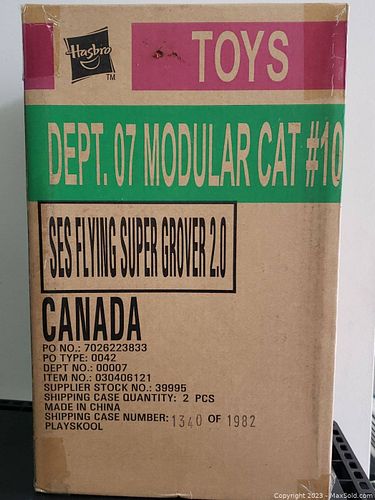 Hasbro
TM
TOYS
DEPT. 07 MODULAR CAT #10
SES FLYING SUPER GROVER 2.0
CANADA
PO NO.: 7026223833
PO TYPE: 0042
DEPT NO.: 00007
ITEM NO.: 030406121
SUPPLIER STOCK NO.: 39995
SHIPPING CASE QUANTITY: 2 PCS
MADE IN CHINA
SHIPPING CASE NUMBER: 1340 OF 1982
PLAYSKOOL
Copyright 2023 - MaxSold.com